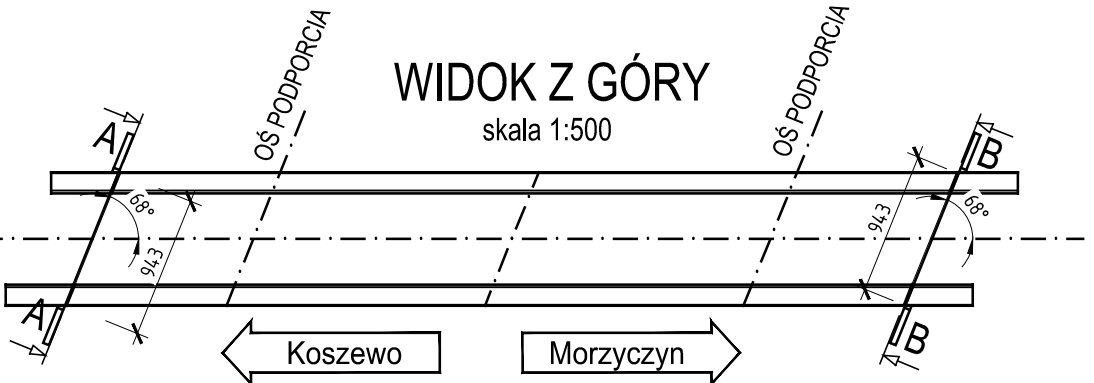 WIDOK Z GÓRY
skala 1:500
OŚ PODPORCIA
OŚ PODPORCIA
A
B
68°
943
943
68°
A
B
Koszewo
Morzyczyn